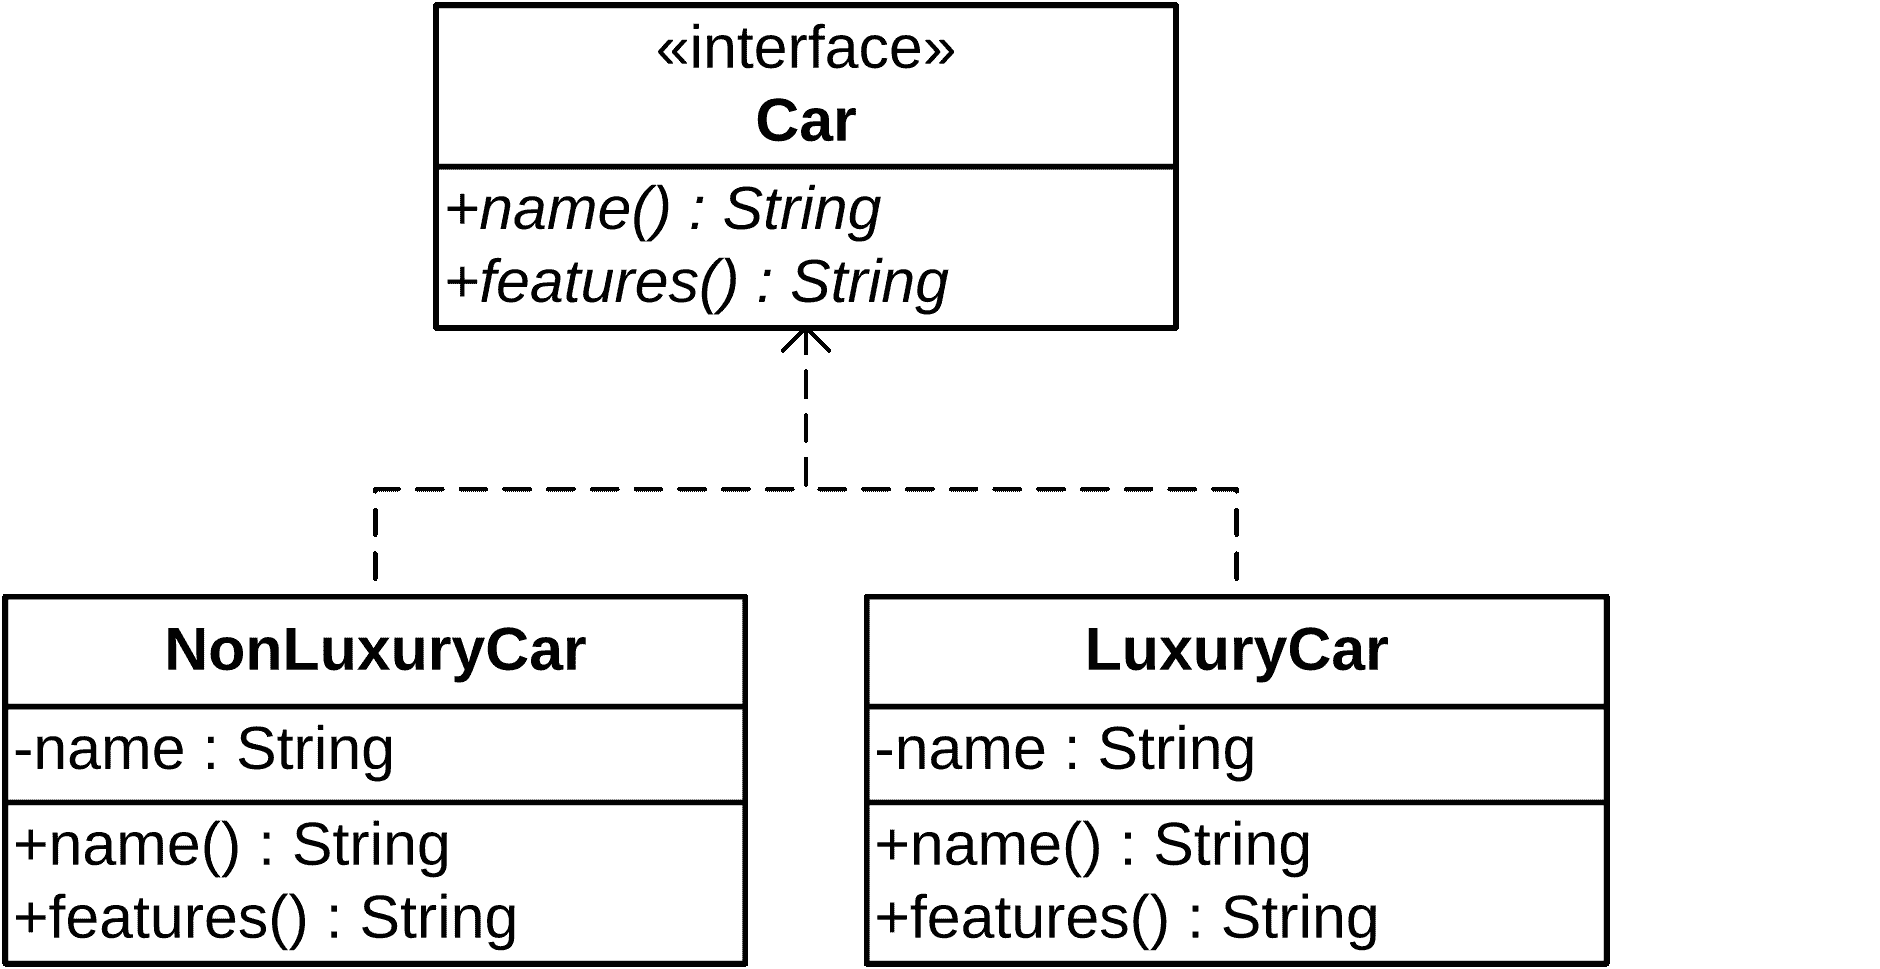 «interface»
Car
+name() : String
+features() : String
NonLuxuryCar
-name : String
+name() : String
+features() : String
LuxuryCar
-name : String
+name() : String
+features() : String